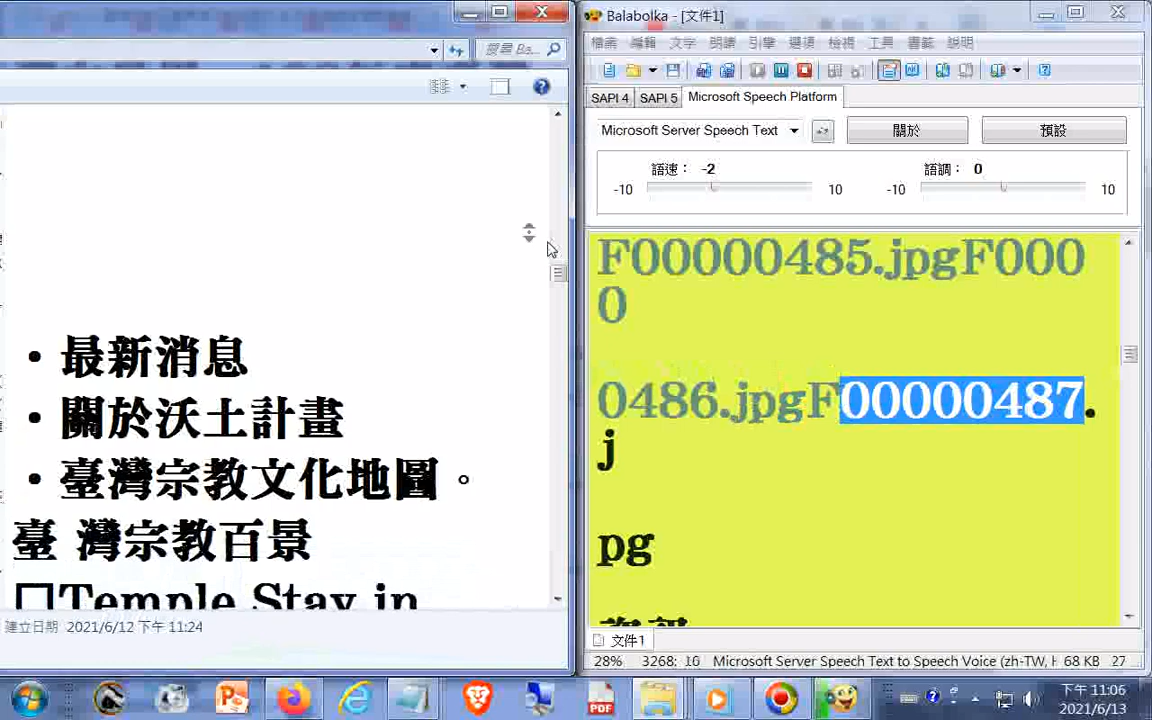 搜尋 Ba...
• 最新消息
• 關於沃土計畫
• 臺灣宗教文化地圖。
臺 灣宗教百景
□Temple Stay in
建立日期 2021/6/12 下午 11:24
Balabolka - [文件1]
檔案 編輯 文字 朗讀 引擎 選項 檢視 工具 書籤 說明
SAPI 4 SAPI 5 Microsoft Speech Platform
Microsoft Server Speech Text 關於 預設
語速： -2 語調： 0
-10 10 -10 10
F00000485.jpgF000
0
0486.jpgF00000487.
j
pg
文件1
28% 3268: 10 Microsoft Server Speech Text to Speech Voice (zh-TW, H 68 KB 27
PDF
下午 11:06
2021/6/13